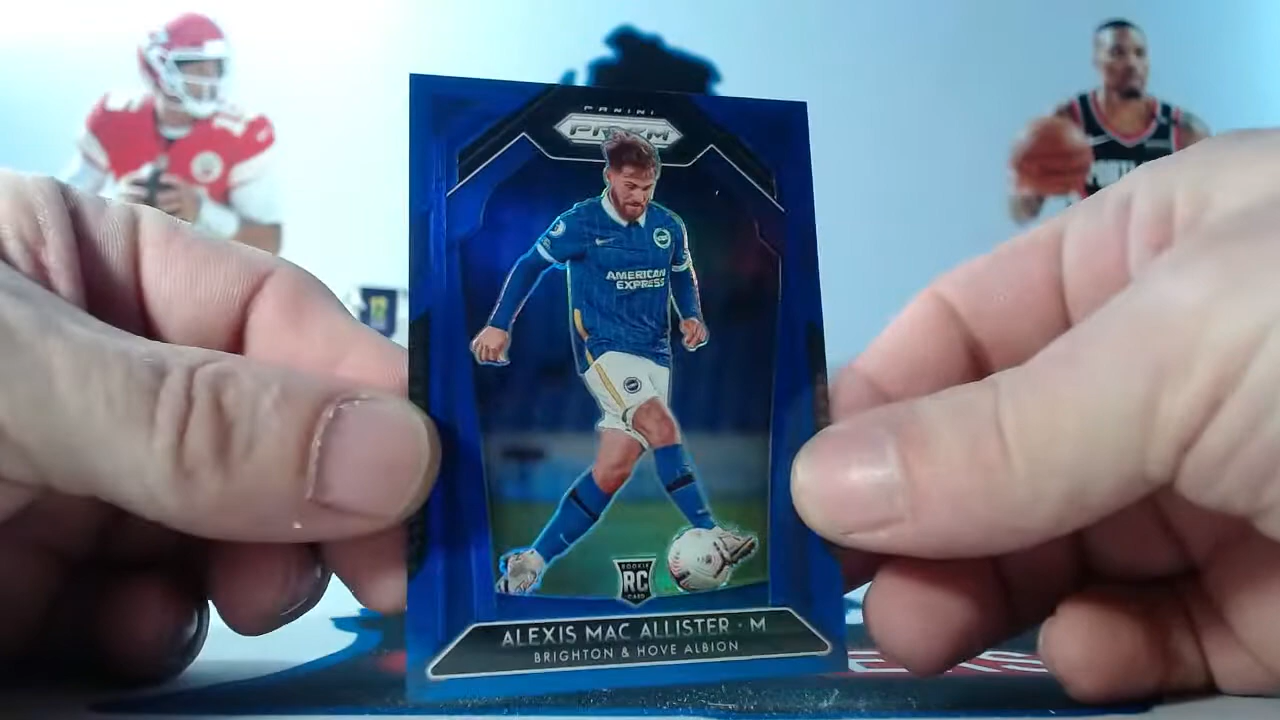 PANINI
PRIZM
AMERICAN
EXPRESS
ROOKIE
RC
CARD
ALEXIS MAC ALLISTER · M
BRIGHTON & HOVE ALBION